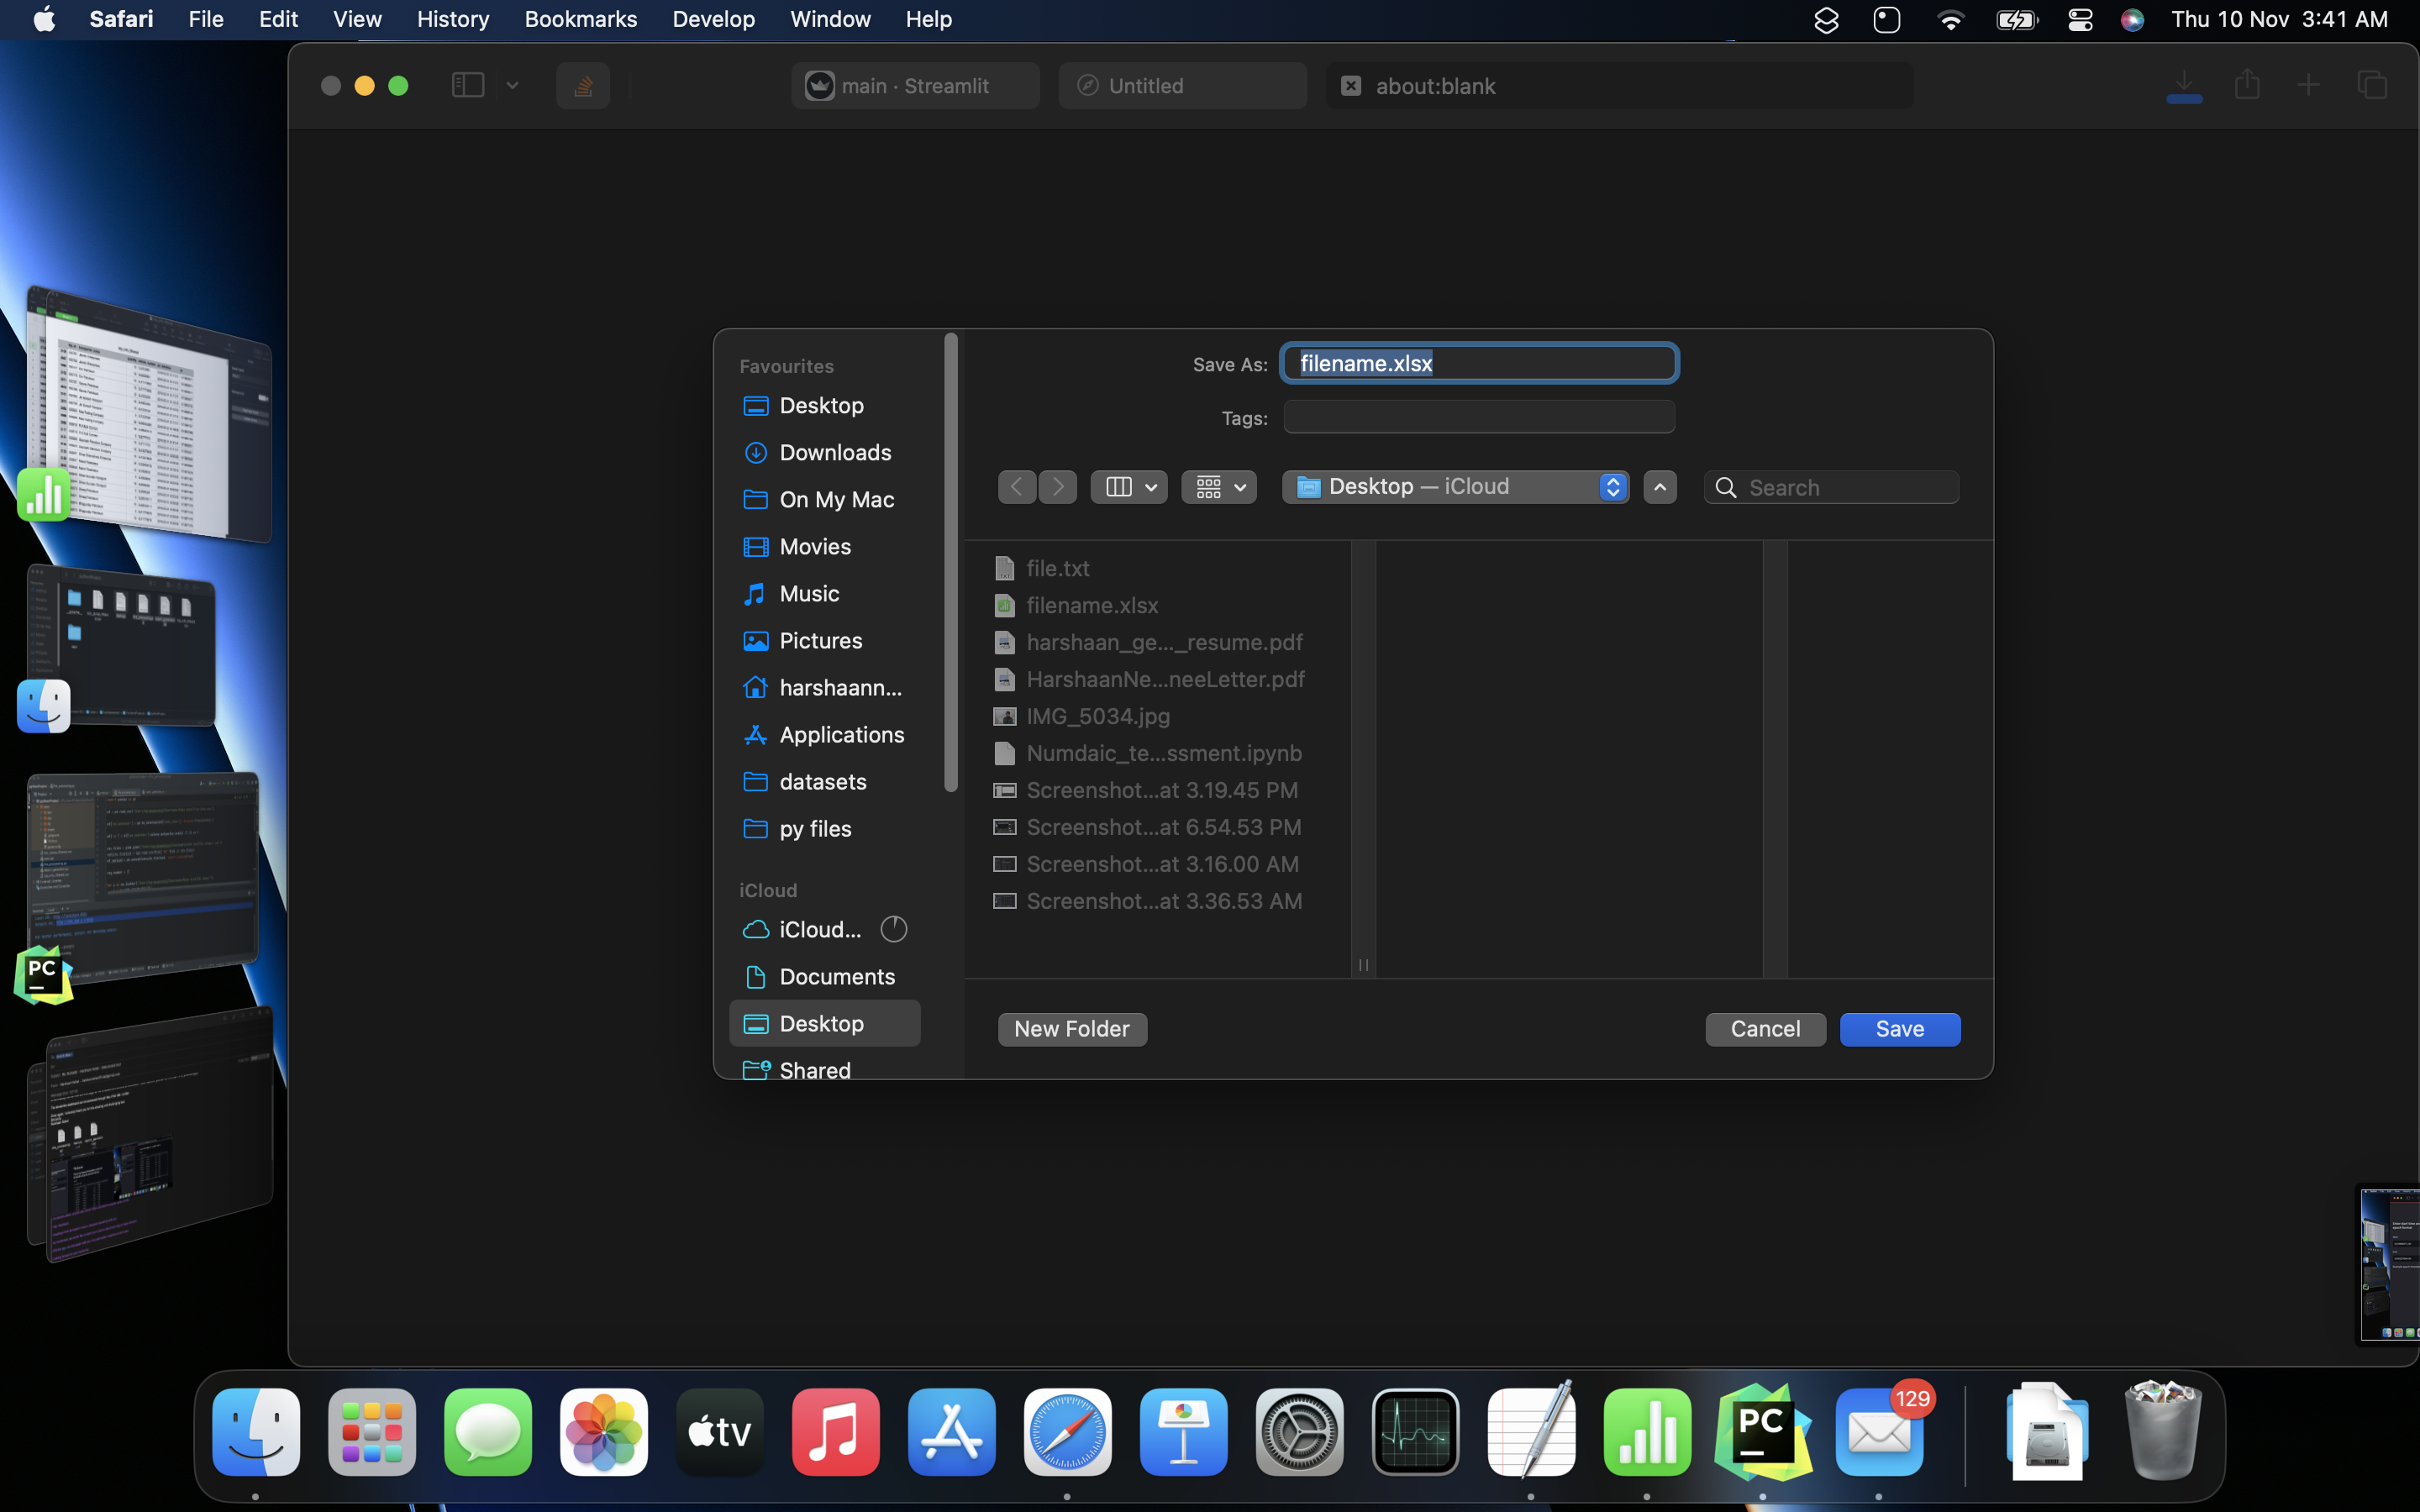 Safari File Edit View History Bookmarks Develop Window Help Thu 10 Nov 3:41 AM
main · Streamlit Untitled about:blank
Favourites
Desktop
Downloads
On My Mac
Movies
Music
Pictures
harshaann...
Applications
datasets
py files
iCloud
iCloud...
Documents
Desktop
Shared
Save As: filename.xlsx
Tags:
Desktop — iCloud Search
file.txt
filename.xlsx
harshaan_ge..._resume.pdf
HarshaanNe...neeLetter.pdf
IMG_5034.jpg
Numdaic_te...ssment.ipynb
Screenshot...at 3.19.45 PM
Screenshot...at 6.54.53 PM
Screenshot...at 3.16.00 AM
Screenshot...at 3.36.53 AM
New Folder Cancel Save
PC
tv PC 129